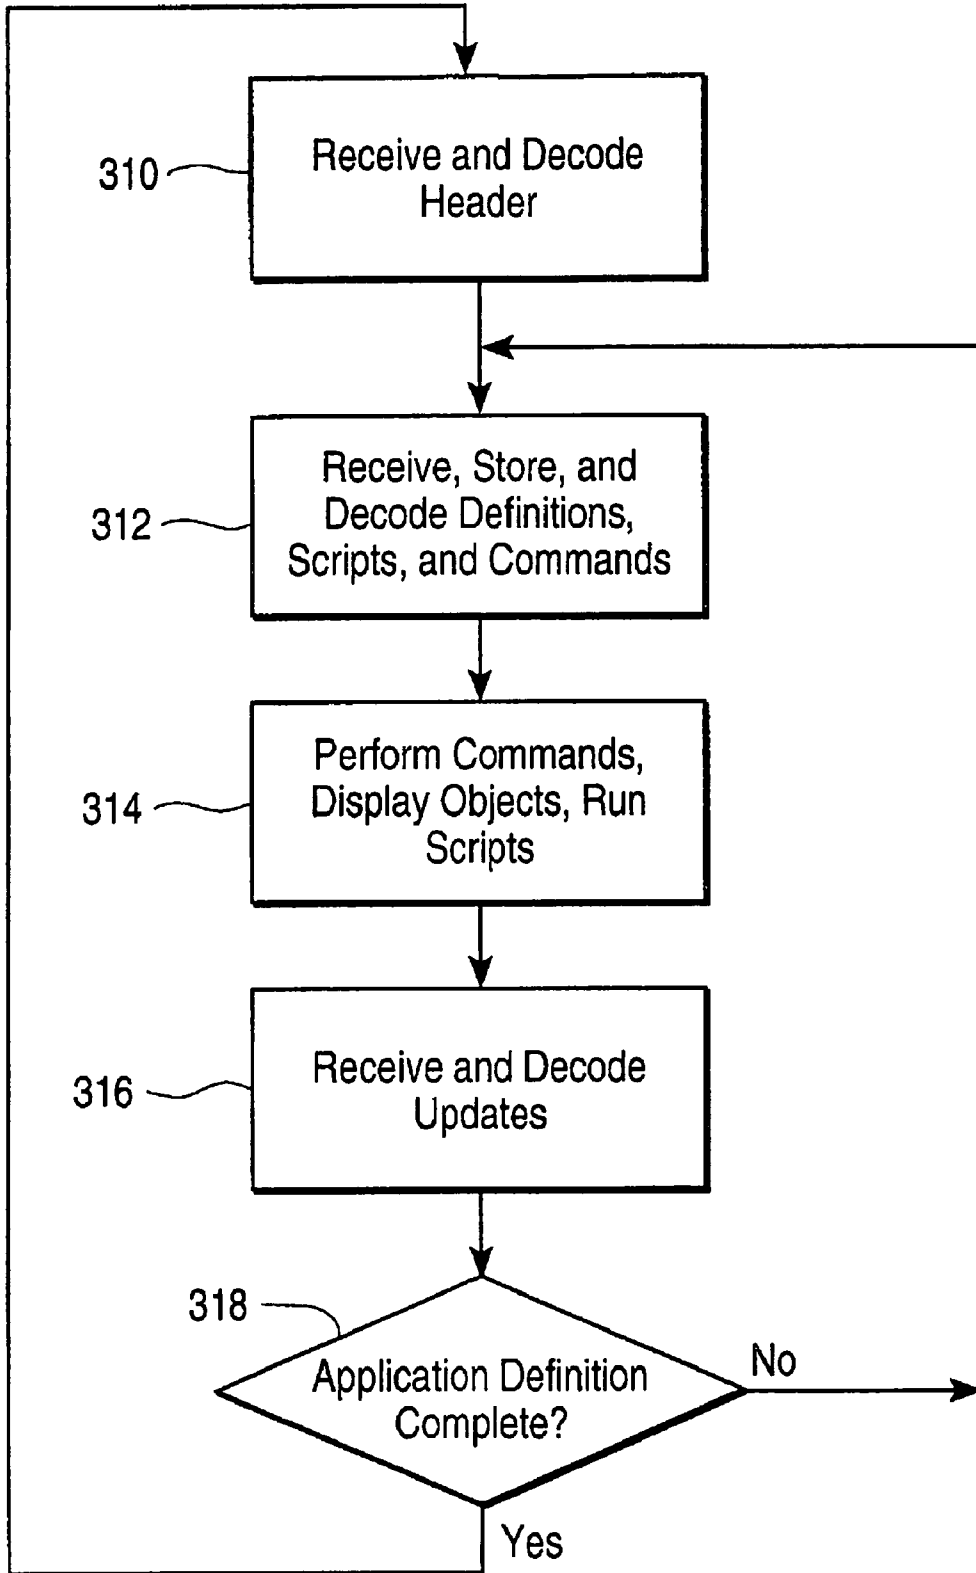 310
Receive and Decode
Header
312
Receive, Store, and
Decode Definitions,
Scripts, and Commands
314
Perform Commands,
Display Objects, Run
Scripts
316
Receive and Decode
Updates
318
Application Definition
Complete?
No
Yes